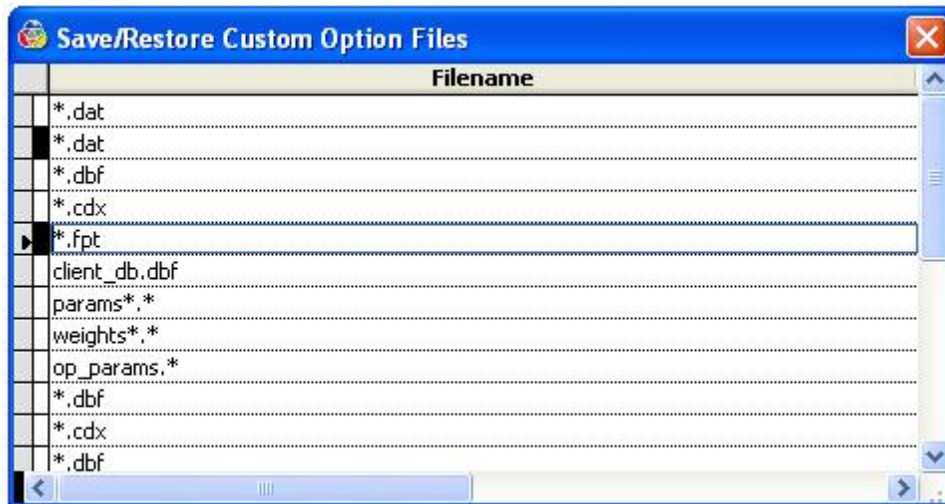 Save/Restore Custom Option Files
Filename
*.dat
*.dat
*.dbf
*.cdx
*.fpt
client_db.dbf
params*.*
weights*.*
op_params.*
*.dbf
*.cdx
*.dbf